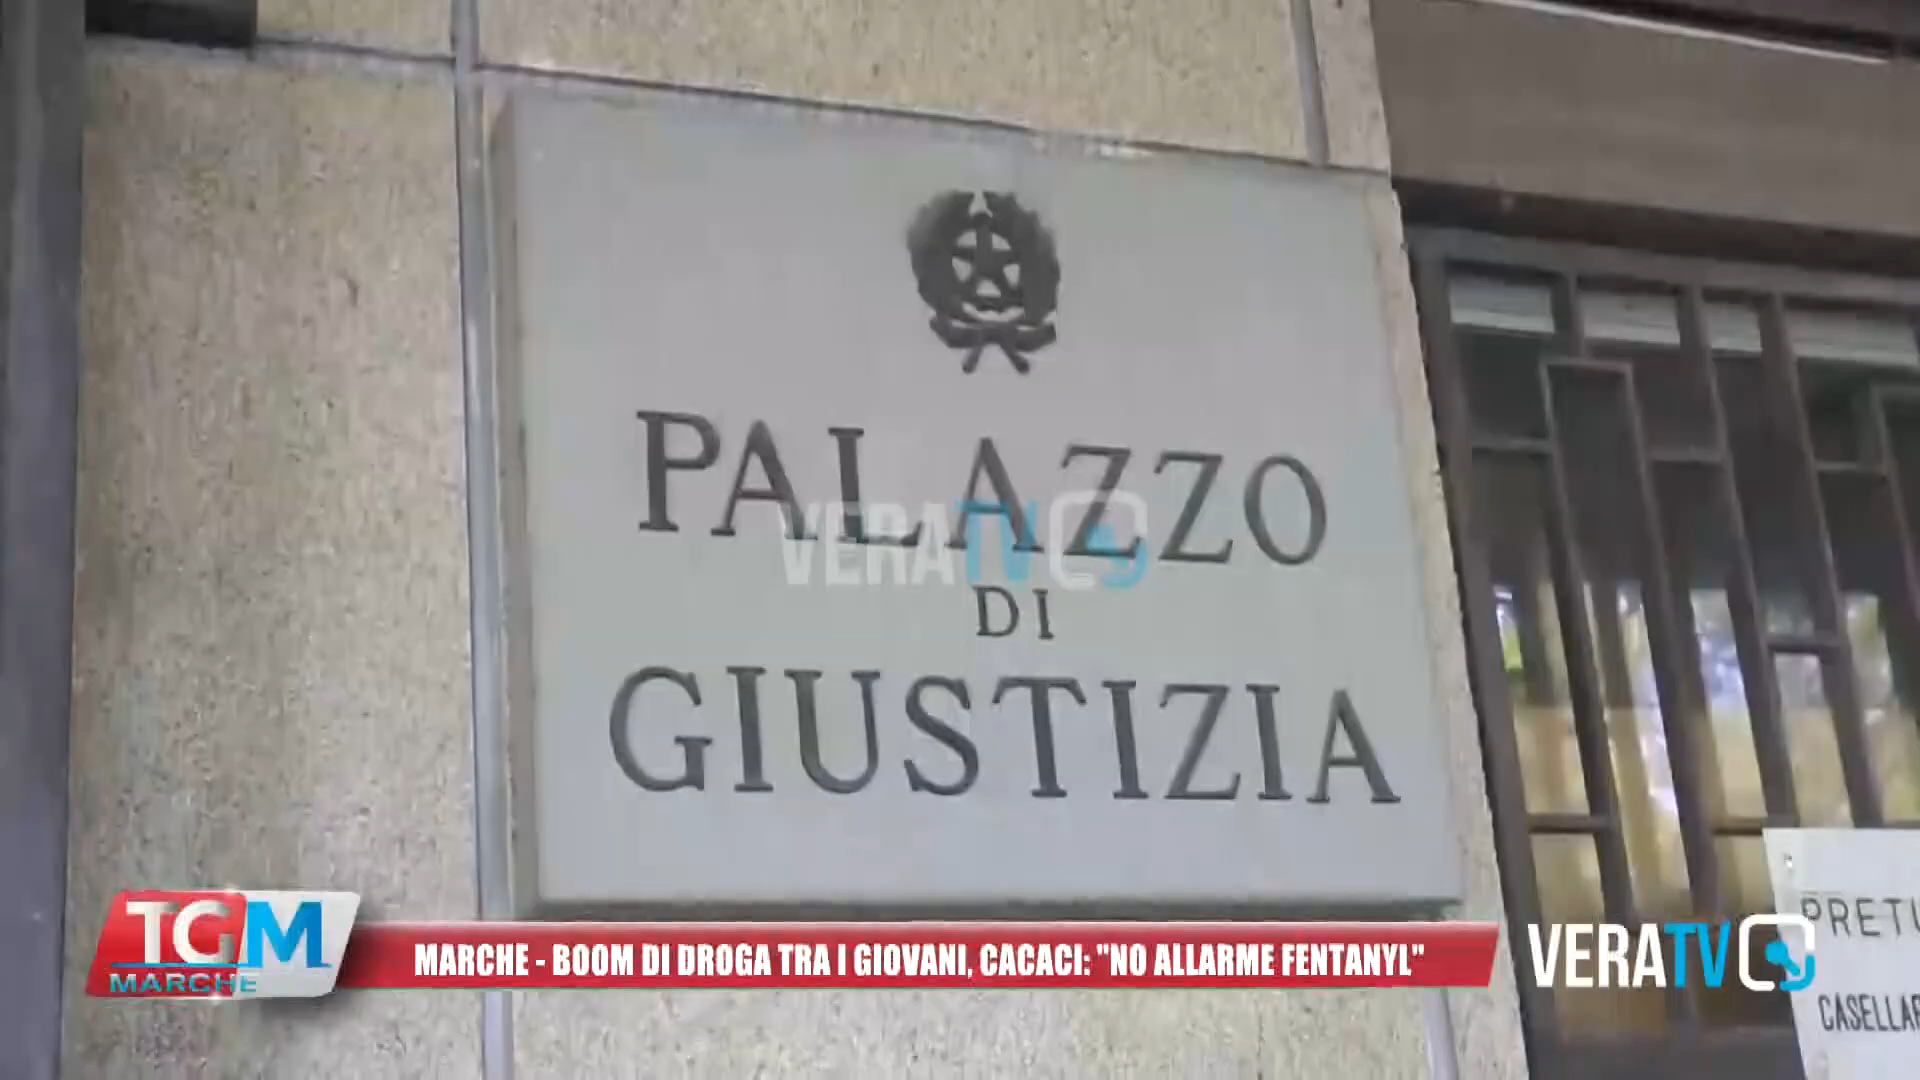 PALAZZO
VERATV
DI
GIUSTIZIA
TGM
MARCHE
MARCHE - BOOM DI DROGA TRA I GIOVANI, CACACI: "NO ALLARME FENTANYL"
VERATV